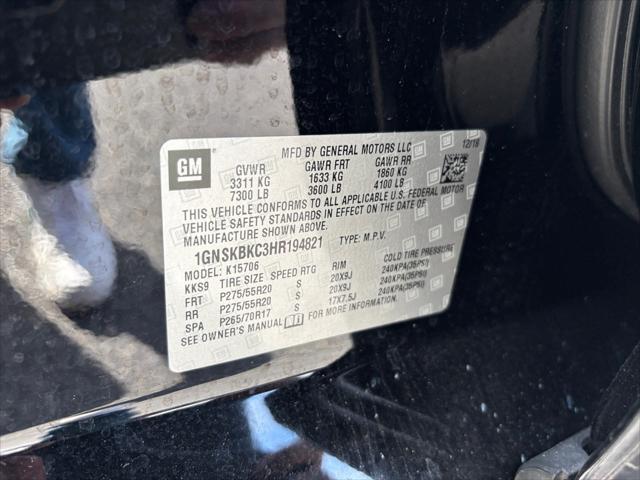 GM
MFD BY GENERAL MOTORS LLC
12/16
GVWR GAWR FRT GAWR RR
3311 KG 1633 KG 1860 KG
7300 LB 3600 LB 4100 LB
THIS VEHICLE CONFORMS TO ALL APPLICABLE U.S. FEDERAL MOTOR
VEHICLE SAFETY STANDARDS IN EFFECT ON THE DATE OF
MANUFACTURE SHOWN ABOVE.
1GNSKBKC3HR194821 TYPE: M.P.V.
MODEL: K15706
KKS9 TIRE SIZE SPEED RTG RIM COLD TIRE PRESSURE
FRT P275/55R20 S 20X9J 240KPA(35PSI)
RR P275/55R20 S 20X9J 240KPA(35PSI)
SPA P265/70R17 S 17X7.5J 240KPA(35PSI)
SEE OWNER'S MANUAL FOR MORE INFORMATION.